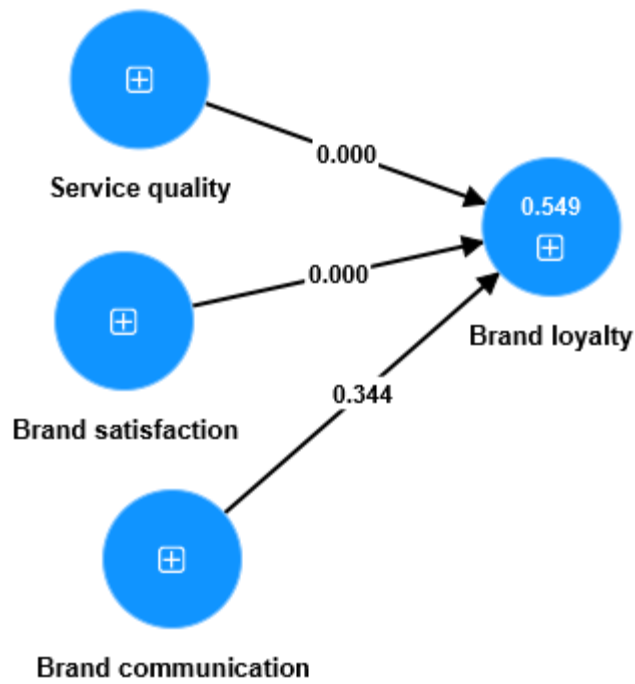 Service quality
0.000
0.549
Brand loyalty
0.000
Brand satisfaction
0.344
Brand communication